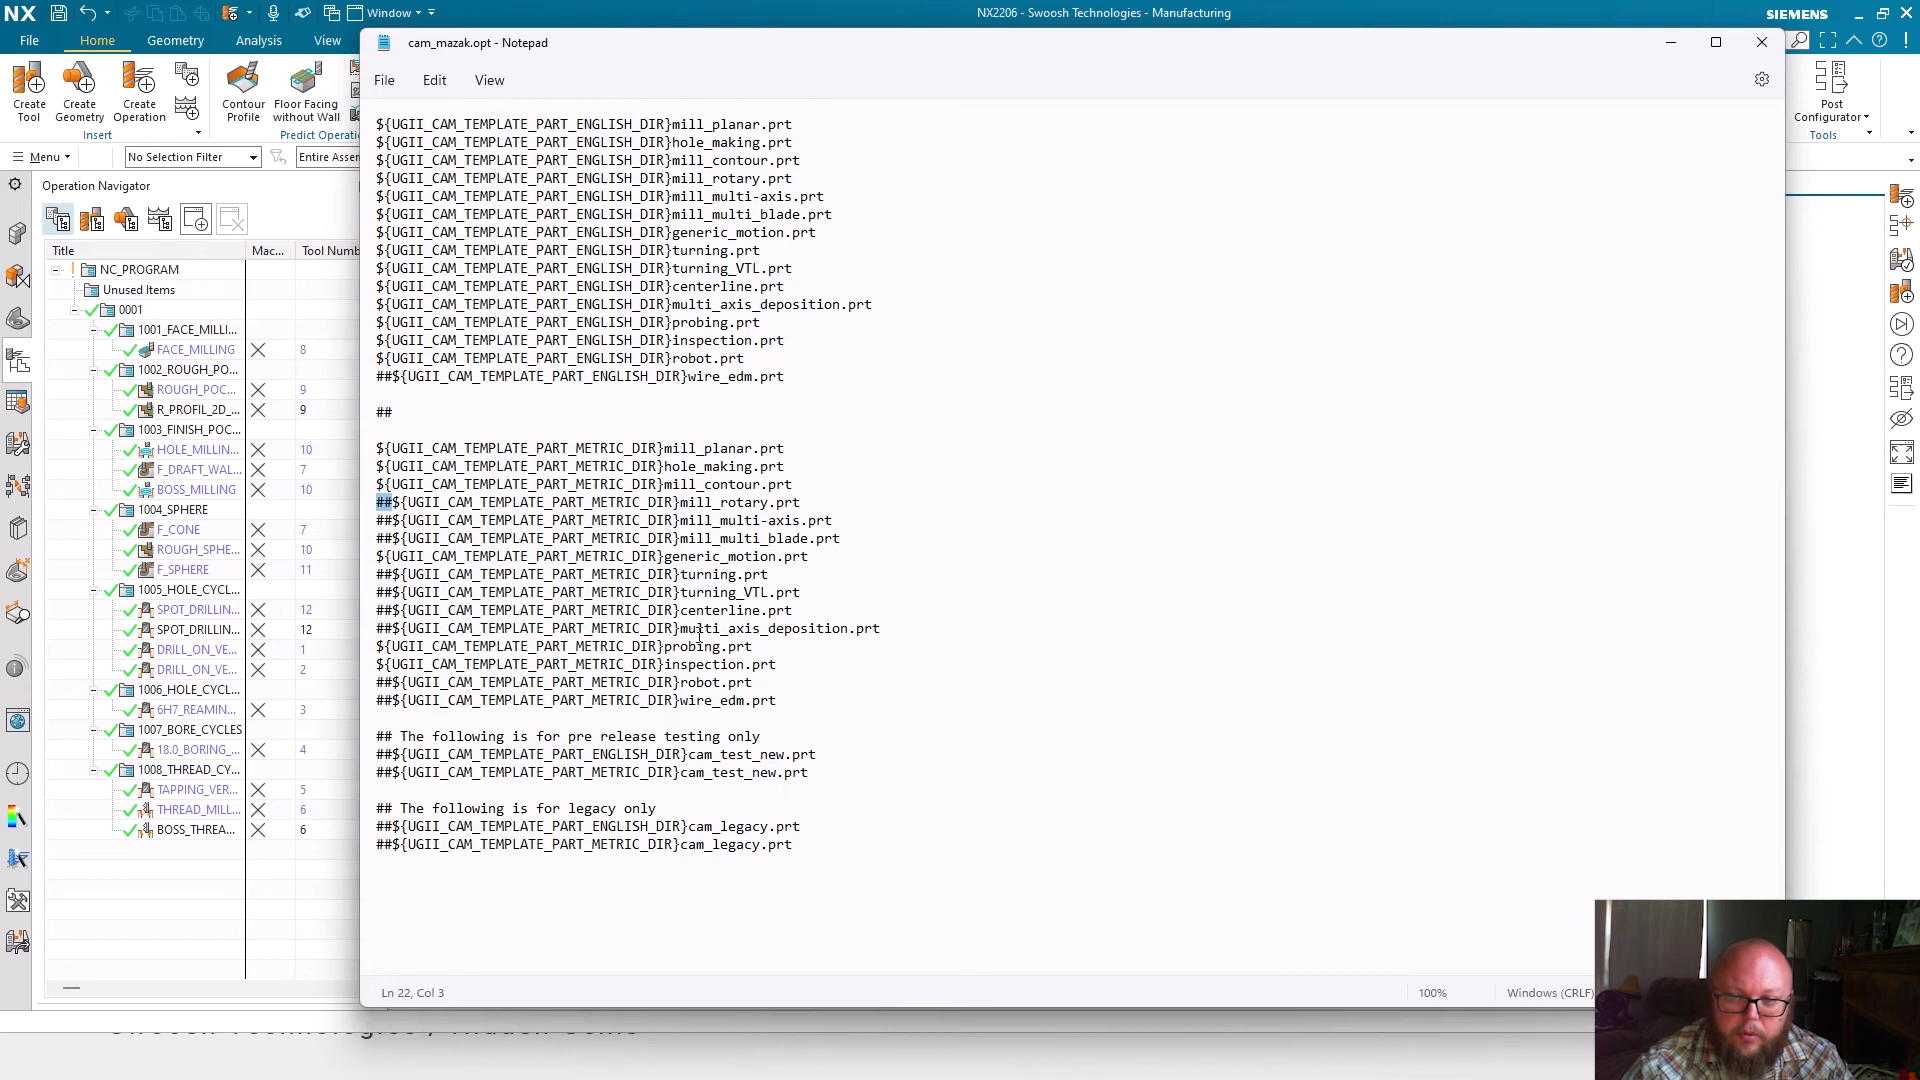 NX
Window
NX2206 - Swoosh Technologies - Manufacturing
SIEMENS
File
Home
Geometry
Analysis
View
cam_mazak.opt - Notepad
File
Edit
View
Create Tool
Create Geometry
Create Operation
Contour Profile
Floor Facing without Wall
Post Configurator
Insert
Predict Operati
Tools
Menu
No Selection Filter
Entire Assem
Operation Navigator
Title
Mac...
Tool Numb
NC_PROGRAM
Unused Items
0001
1001_FACE_MILLI...
FACE_MILLING 8
1002_ROUGH_PO...
ROUGH_POC... 9
R_PROFIL_2D_... 9
1003_FINISH_POC...
HOLE_MILLIN... 10
F_DRAFT_WAL... 7
BOSS_MILLING 10
1004_SPHERE
F_CONE 7
ROUGH_SPHE... 10
F_SPHERE 11
1005_HOLE_CYCL...
SPOT_DRILLIN... 12
SPOT_DRILLIN... 12
DRILL_ON_VE... 1
DRILL_ON_VE... 2
1006_HOLE_CYCL...
6H7_REAMIN... 3
1007_BORE_CYCLES
18.0_BORING_... 4
1008_THREAD_CY...
TAPPING_VER... 5
THREAD_MILL... 6
BOSS_THREA... 6
${UGII_CAM_TEMPLATE_PART_ENGLISH_DIR}mill_planar.prt
${UGII_CAM_TEMPLATE_PART_ENGLISH_DIR}hole_making.prt
${UGII_CAM_TEMPLATE_PART_ENGLISH_DIR}mill_contour.prt
${UGII_CAM_TEMPLATE_PART_ENGLISH_DIR}mill_rotary.prt
${UGII_CAM_TEMPLATE_PART_ENGLISH_DIR}mill_multi-axis.prt
${UGII_CAM_TEMPLATE_PART_ENGLISH_DIR}mill_multi_blade.prt
${UGII_CAM_TEMPLATE_PART_ENGLISH_DIR}generic_motion.prt
${UGII_CAM_TEMPLATE_PART_ENGLISH_DIR}turning.prt
${UGII_CAM_TEMPLATE_PART_ENGLISH_DIR}turning_VTL.prt
${UGII_CAM_TEMPLATE_PART_ENGLISH_DIR}centerline.prt
${UGII_CAM_TEMPLATE_PART_ENGLISH_DIR}multi_axis_deposition.prt
${UGII_CAM_TEMPLATE_PART_ENGLISH_DIR}probing.prt
${UGII_CAM_TEMPLATE_PART_ENGLISH_DIR}inspection.prt
${UGII_CAM_TEMPLATE_PART_ENGLISH_DIR}robot.prt
##${UGII_CAM_TEMPLATE_PART_ENGLISH_DIR}wire_edm.prt
##
${UGII_CAM_TEMPLATE_PART_METRIC_DIR}mill_planar.prt
${UGII_CAM_TEMPLATE_PART_METRIC_DIR}hole_making.prt
${UGII_CAM_TEMPLATE_PART_METRIC_DIR}mill_contour.prt
##${UGII_CAM_TEMPLATE_PART_METRIC_DIR}mill_rotary.prt
##${UGII_CAM_TEMPLATE_PART_METRIC_DIR}mill_multi-axis.prt
##${UGII_CAM_TEMPLATE_PART_METRIC_DIR}mill_multi_blade.prt
${UGII_CAM_TEMPLATE_PART_METRIC_DIR}generic_motion.prt
##${UGII_CAM_TEMPLATE_PART_METRIC_DIR}turning.prt
##${UGII_CAM_TEMPLATE_PART_METRIC_DIR}turning_VTL.prt
##${UGII_CAM_TEMPLATE_PART_METRIC_DIR}centerline.prt
##${UGII_CAM_TEMPLATE_PART_METRIC_DIR}multi_axis_deposition.prt
${UGII_CAM_TEMPLATE_PART_METRIC_DIR}probing.prt
${UGII_CAM_TEMPLATE_PART_METRIC_DIR}inspection.prt
##${UGII_CAM_TEMPLATE_PART_METRIC_DIR}robot.prt
##${UGII_CAM_TEMPLATE_PART_METRIC_DIR}wire_edm.prt
## The following is for pre release testing only
##${UGII_CAM_TEMPLATE_PART_ENGLISH_DIR}cam_test_new.prt
##${UGII_CAM_TEMPLATE_PART_METRIC_DIR}cam_test_new.prt
## The following is for legacy only
##${UGII_CAM_TEMPLATE_PART_ENGLISH_DIR}cam_legacy.prt
##${UGII_CAM_TEMPLATE_PART_METRIC_DIR}cam_legacy.prt
Ln 22, Col 3
100%
Windows (CRLF)